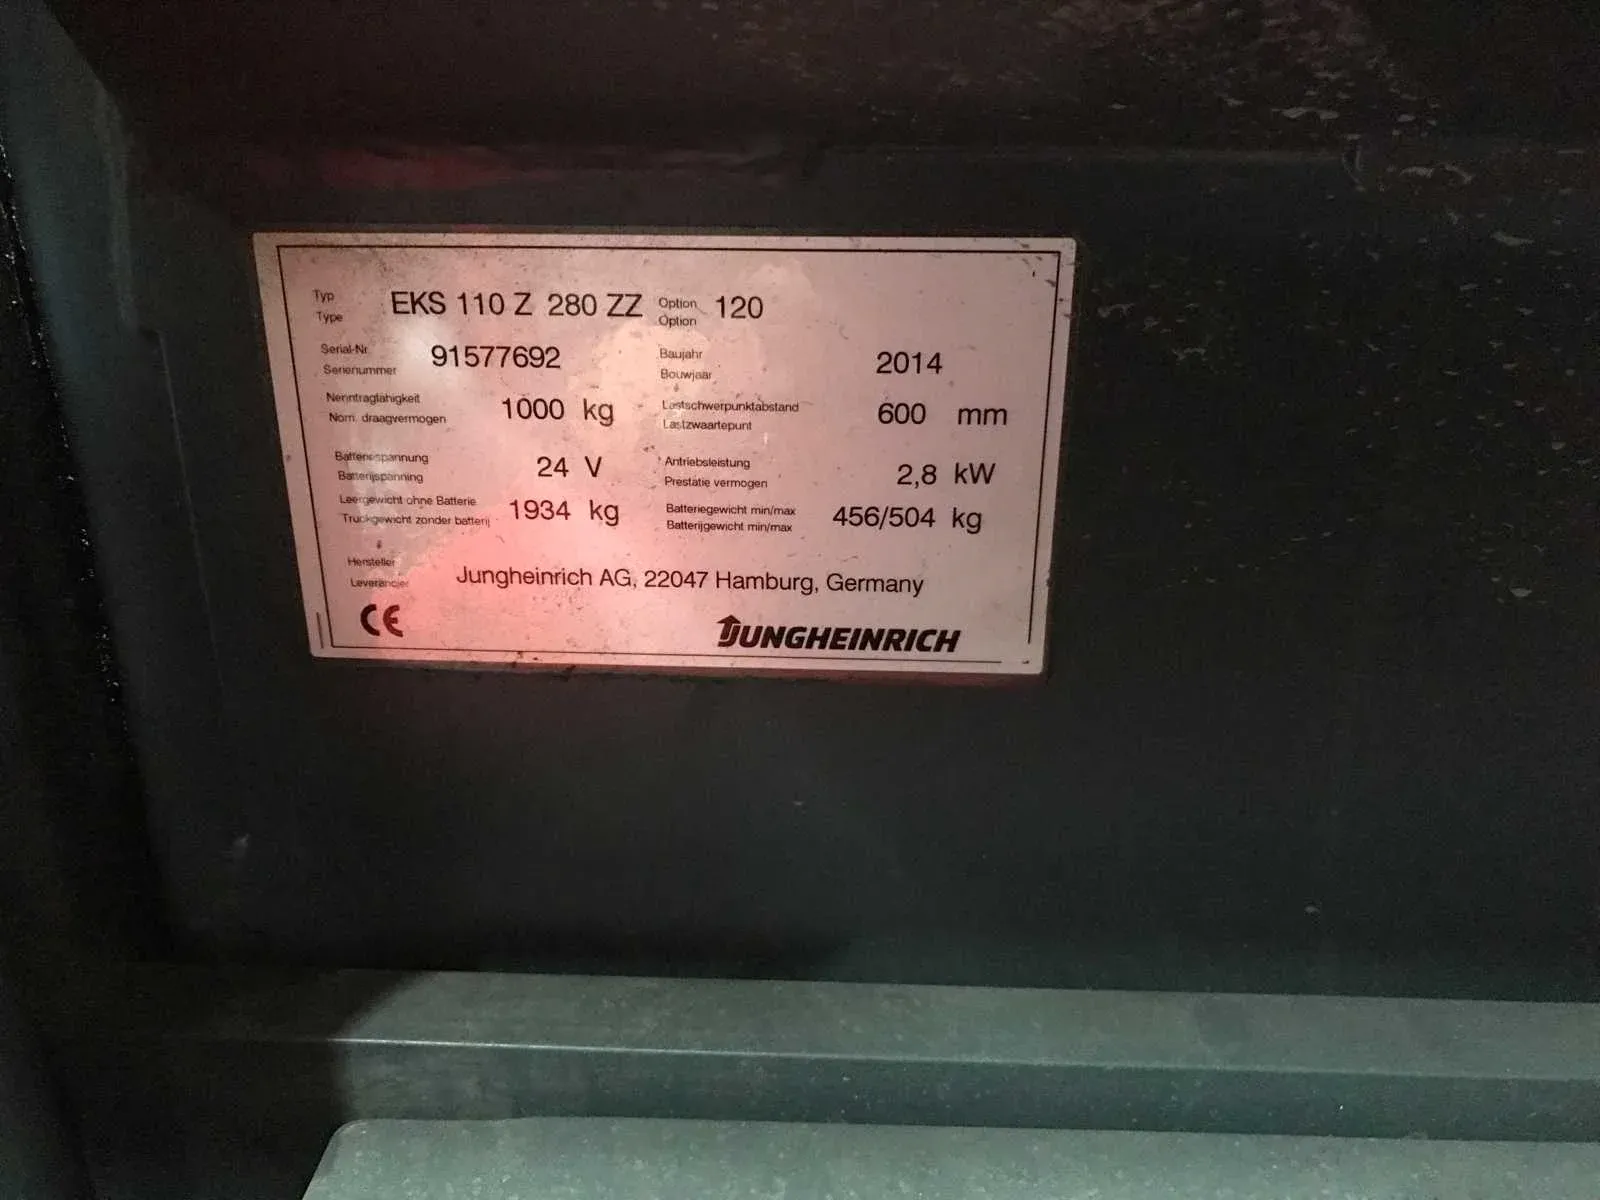 Typ Type EKS 110 Z 280 ZZ Option Option 120
Serial-Nr. Serienummer 91577692 Baujahr Bouwjaar 2014
Nenntragfähigkeit Nom. draagvermogen 1000 kg Lastschwerpunktabstand Lastzwaartepunt 600 mm
Batteriespannung Batterijspanning 24 V Antriebsleistung Prestatie vermogen 2,8 kW
Leergewicht ohne Batterie Truckgewicht zonder batterij 1934 kg Batteriegewicht min/max Batterijgewicht min/max 456/504 kg
Hersteller Leverancier Jungheinrich AG, 22047 Hamburg, Germany
CE JUNGHEINRICH